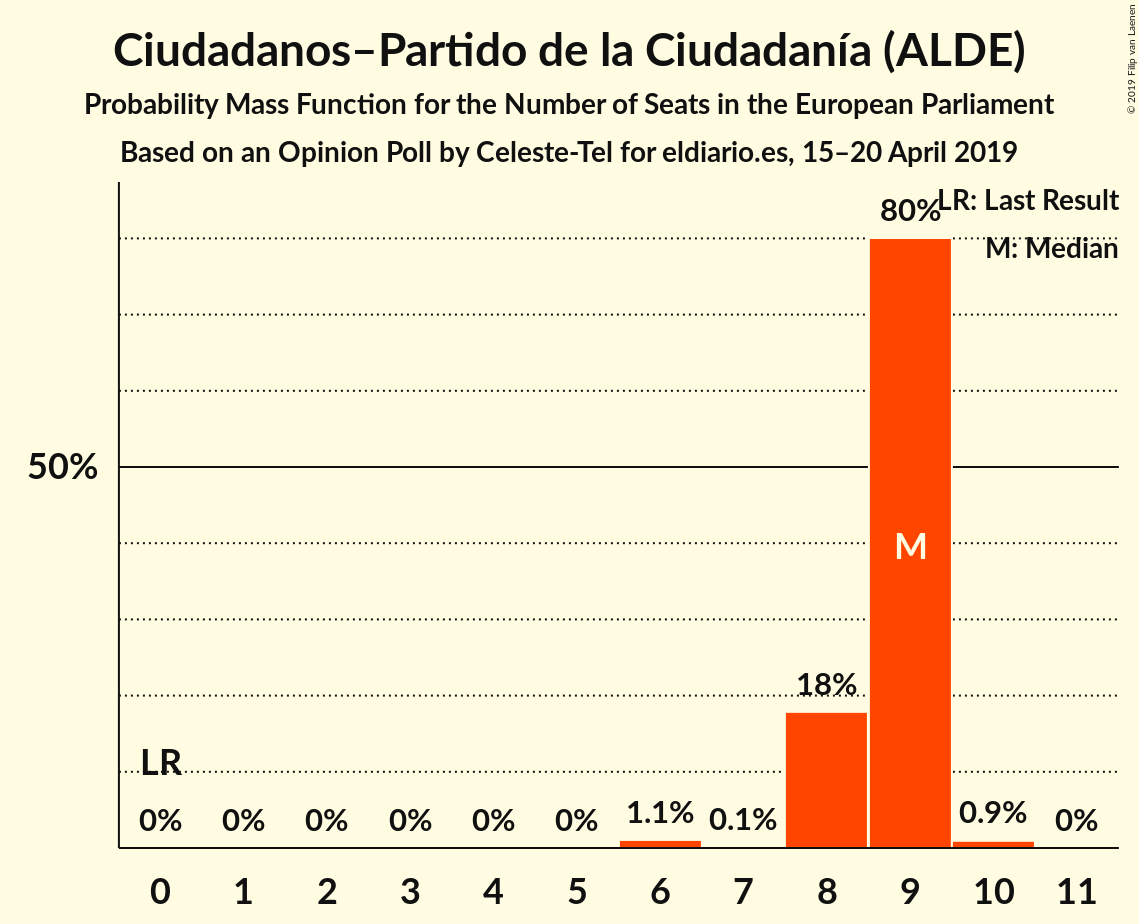 Ciudadanos–Partido de la Ciudadanía (ALDE)
Probability Mass Function for the Number of Seats in the European Parliament
Based on an Opinion Poll by Celeste-Tel for eldiario.es, 15–20 April 2019
© 2019 Filip van Laenen
LR: Last Result
M: Median
80%
50%
M
18%
LR
0% 0% 0% 0% 0% 0% 1.1% 0.1% 0.9% 0%
0 1 2 3 4 5 6 7 8 9 10 11